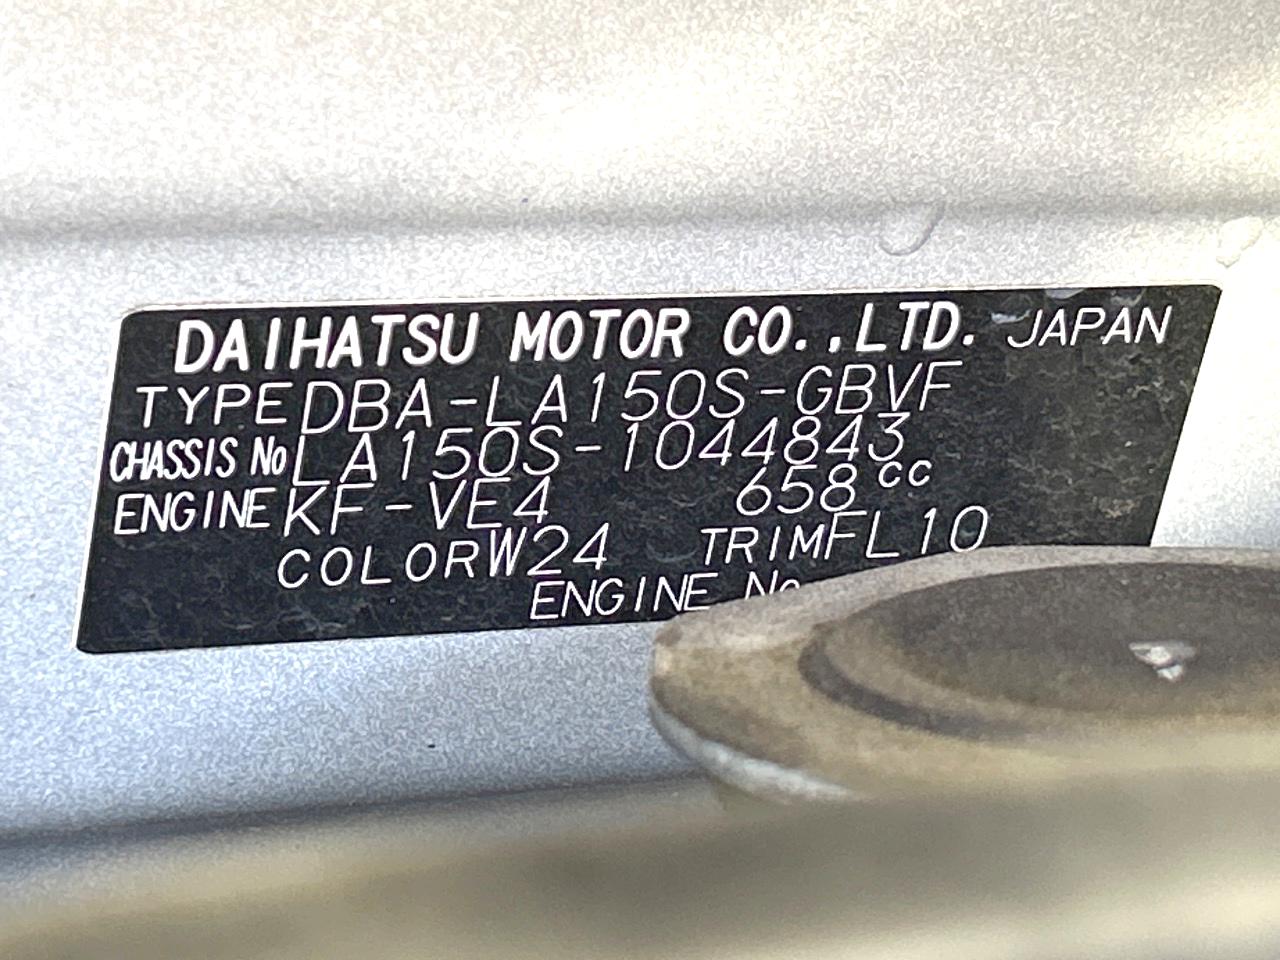 DAIHATSU MOTOR CO.,LTD. JAPAN
TYPE DBA-LA150S-GBVF
CHASSIS No LA150S-1044843
ENGINE KF-VE4 658cc
COLOR W24 TRIM FL10
ENGINE No